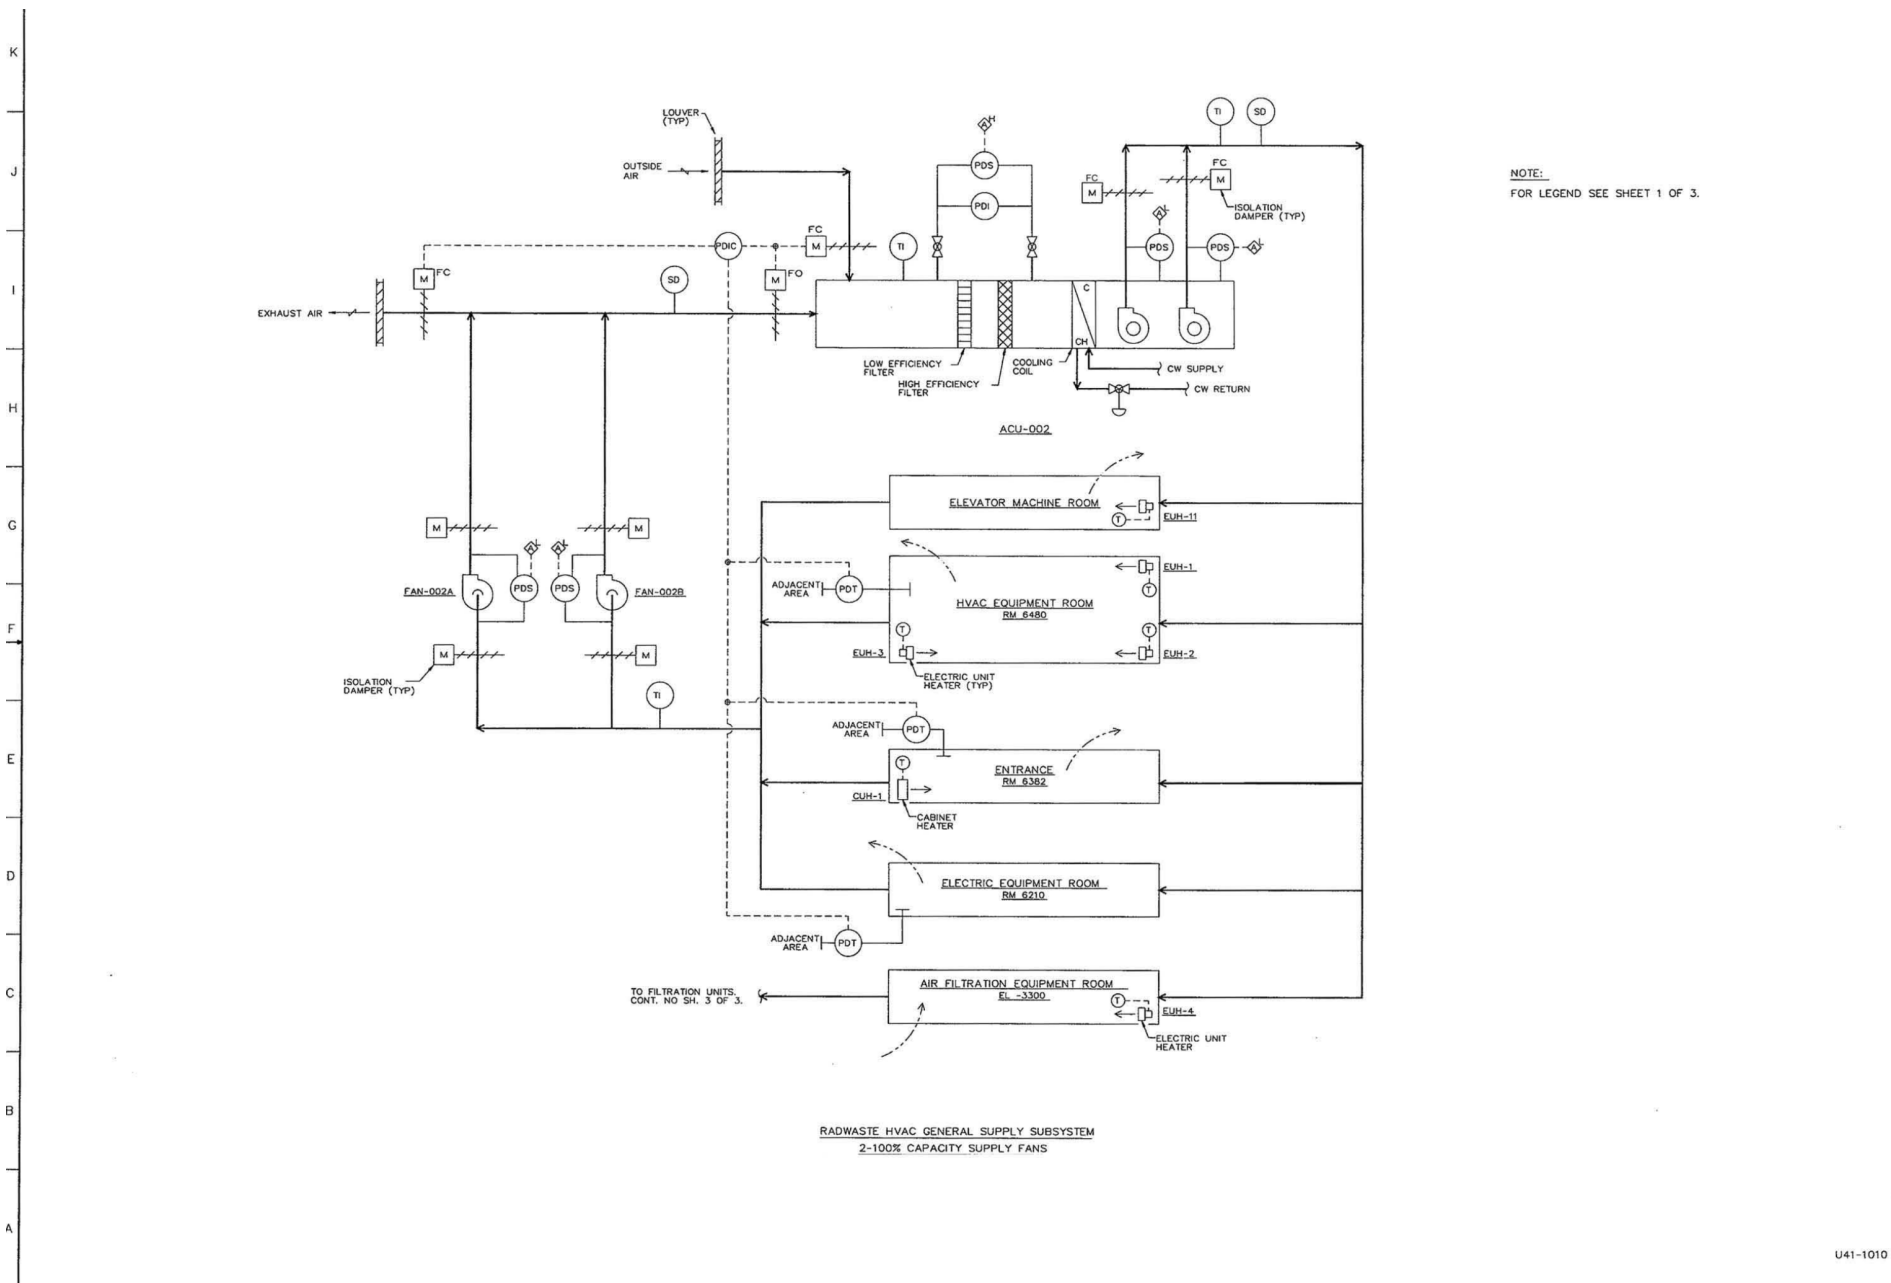 K
J
I
H
G
F
E
D
C
B
A
LOUVER
(TYP)
OUTSIDE
AIR
A H
PDS
PDI
TI
SD
FC
M
FC
M
ISOLATION
DAMPER (TYP)
A L
PDS
PDS
A L
NOTE:
FOR LEGEND SEE SHEET 1 OF 3.
PDIC
FC
M
TI
M
FC
SD
M
FO
EXHAUST AIR
C
CH
LOW EFFICIENCY
FILTER
HIGH EFFICIENCY
FILTER
COOLING
COIL
CW SUPPLY
CW RETURN
ACU-002
ELEVATOR MACHINE ROOM
T
EUH-11
M
M
A L
A L
FAN-002A
PDS
PDS
FAN-002B
M
M
ISOLATION
DAMPER (TYP)
TI
ADJACENT
AREA
PDT
HVAC EQUIPMENT ROOM
RM 6480
EUH-1
T
T
T
EUH-3
EUH-2
ELECTRIC UNIT
HEATER (TYP)
ADJACENT
AREA
PDT
ENTRANCE
RM 6382
T
CUH-1
CABINET
HEATER
ELECTRIC EQUIPMENT ROOM
RM 6210
ADJACENT
AREA
PDT
TO FILTRATION UNITS.
CONT. NO SH. 3 OF 3.
AIR FILTRATION EQUIPMENT ROOM
EL -3300
T
EUH-4
ELECTRIC UNIT
HEATER
RADWASTE HVAC GENERAL SUPPLY SUBSYSTEM
2-100% CAPACITY SUPPLY FANS
U41-1010